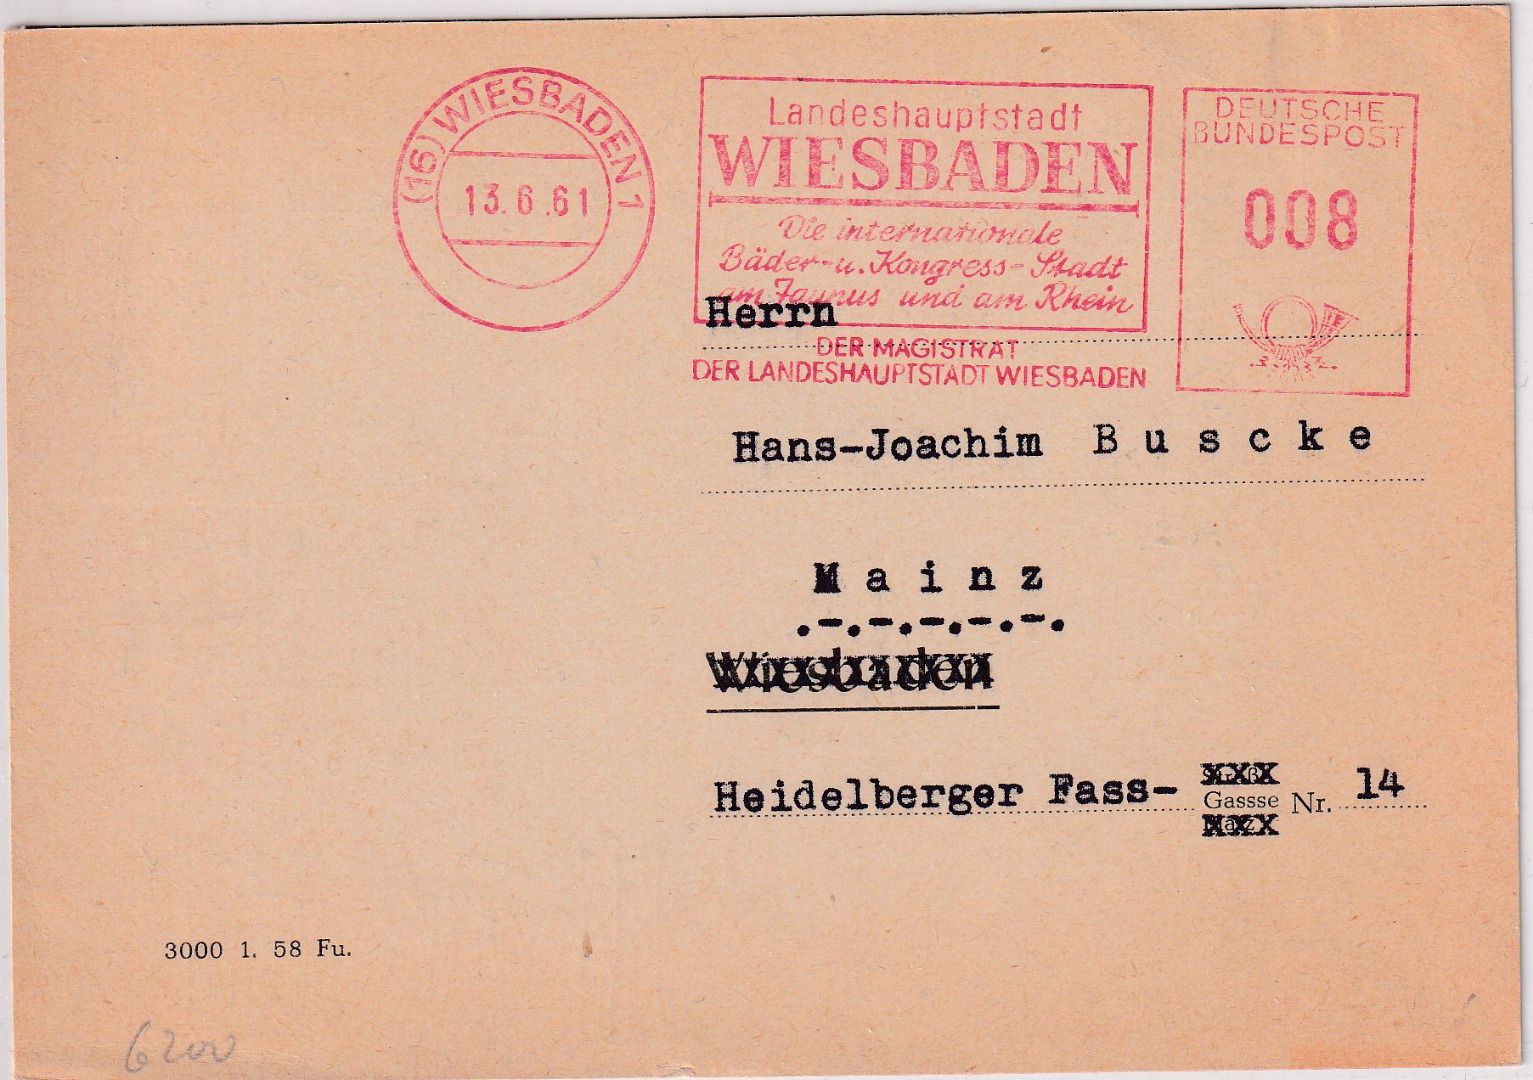 (16) WIESBADEN 1
13.6.61
Landeshauptstadt
WIESBADEN
Die internationale
Bäder- u. Kongress-Stadt
am Taunus und am Rhein
DEUTSCHE
BUNDESPOST
008
Herrn
DER MAGISTRAT
DER LANDESHAUPTSTADT WIESBADEN
Hans-Joachim Buscke
Mainz
.-.-.-.-.-.
Wiesbaden
Heidelberger Fass- Gassse Nr. 14
3000 1. 58 Fu.
6200